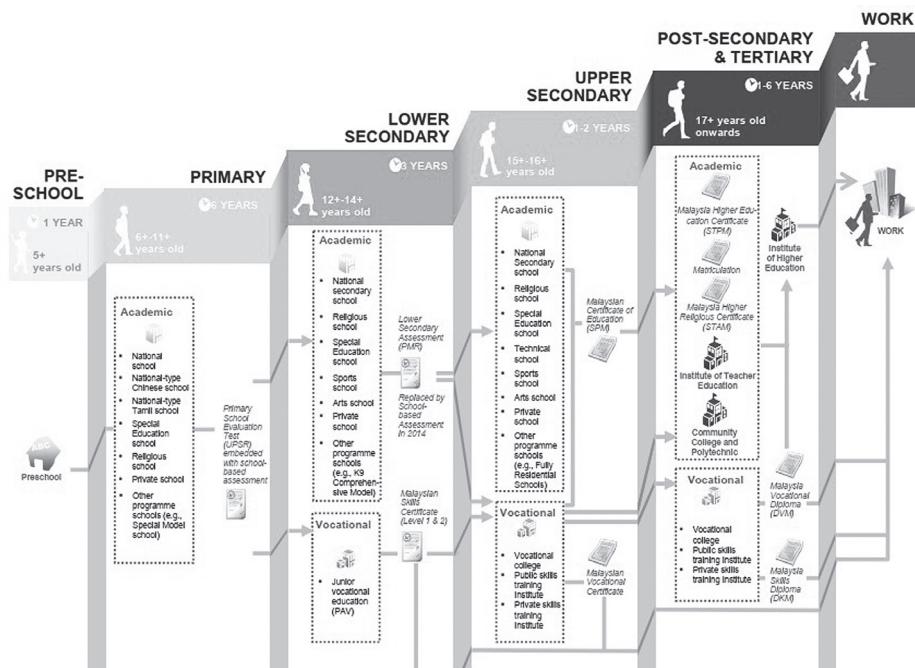 PRE-
SCHOOL
1 YEAR
5+
years old
ABC
Preschool
PRIMARY
6 YEARS
6+-11+
years old
Academic
• National
school
• National-type
Chinese school
• National-type
Tamil school
• Special
Education
school
• Religious
school
• Private school
• Other
programme
schools (e.g.,
Special Model
school)
Primary
School
Evaluation
Test
(UPSR)
embedded
with school-
based
assessment
LOWER
SECONDARY
3 YEARS
12+-14+
years old
Academic
• National
secondary
school
• Religious
school
• Special
Education
school
• Sports
school
• Arts school
• Private
school
• Other
programme
schools
(e.g., K9
Comprehen-
sive Model)
Vocational
• Junior
vocational
education
(PAV)
Lower
Secondary
Assessment
(PMR)
Replaced by
School-
based
Assessment
In 2014
Malaysian
Skills
Certificate
(Level 1 & 2)
UPPER
SECONDARY
1-2 YEARS
15+-16+
years old
Academic
• National
Secondary
school
• Religious
school
• Special
Education
school
• Technical
school
• Sports
school
• Arts school
• Private
school
• Other
programme
schools
(e.g., Fully
Residential
Schools)
Vocational
• Vocational
college
• Public skills
training
Institute
• Private skills
training
Institute
Malaysian
Certificate of
Education
(SPM)
Malaysian
Vocational
Certificate
POST-SECONDARY
& TERTIARY
1-6 YEARS
17+ years old
onwards
Academic
Malaysia Higher Edu-
cation Certificate
(STPM)
Matriculation
Malaysia Higher
Religious Certificate
(STAM)
Institute of Teacher
Education
Community
College and
Polytechnic
Vocational
• Vocational
college
• Public skills
training Institute
• Private skills
training Institute
Institute
of Higher
Education
Malaysia
Vocational
Diploma
(DVM)
Malaysia
Skills
Diploma
(DKM)
WORK
WORK